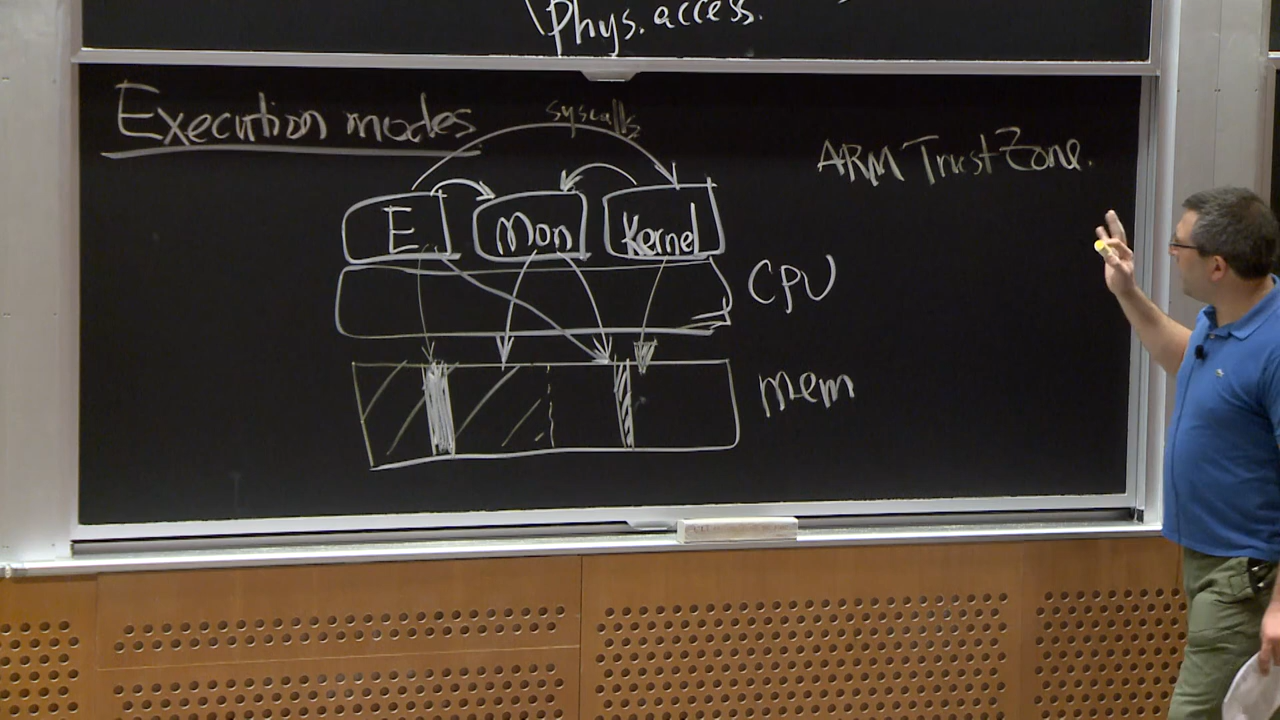 Phys. access.
Execution modes
syscalls
ARM TrustZone.
E
Mon
Kernel
CPU
mem